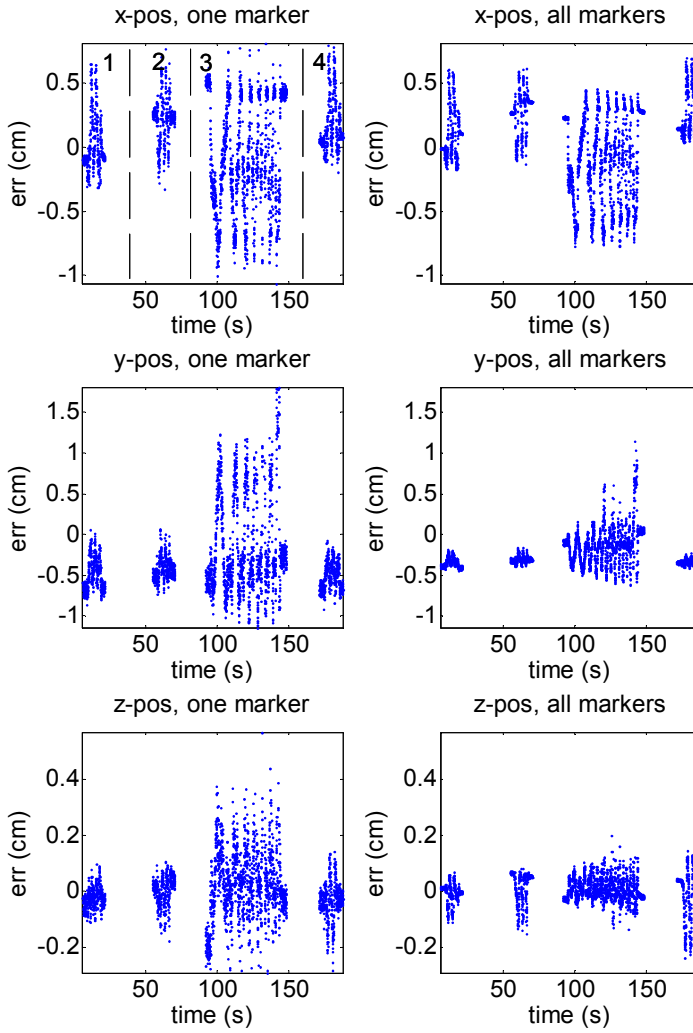 x-pos, one marker
x-pos, all markers
1 2 3 4
0.5
0
-0.5
-1
err (cm)
50 100 150
time (s)
0.5
0
-0.5
-1
err (cm)
50 100 150
time (s)
y-pos, one marker
y-pos, all markers
1.5
1
0.5
0
-0.5
-1
err (cm)
50 100 150
time (s)
1.5
1
0.5
0
-0.5
-1
err (cm)
50 100 150
time (s)
z-pos, one marker
z-pos, all markers
0.4
0.2
0
-0.2
err (cm)
50 100 150
time (s)
0.4
0.2
0
-0.2
err (cm)
50 100 150
time (s)